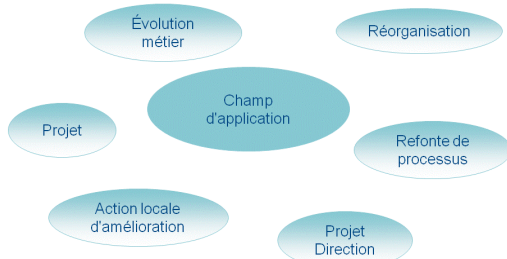 Évolution
métier
Réorganisation
Champ
d'application
Projet
Refonte de
processus
Action locale
d'amélioration
Projet
Direction